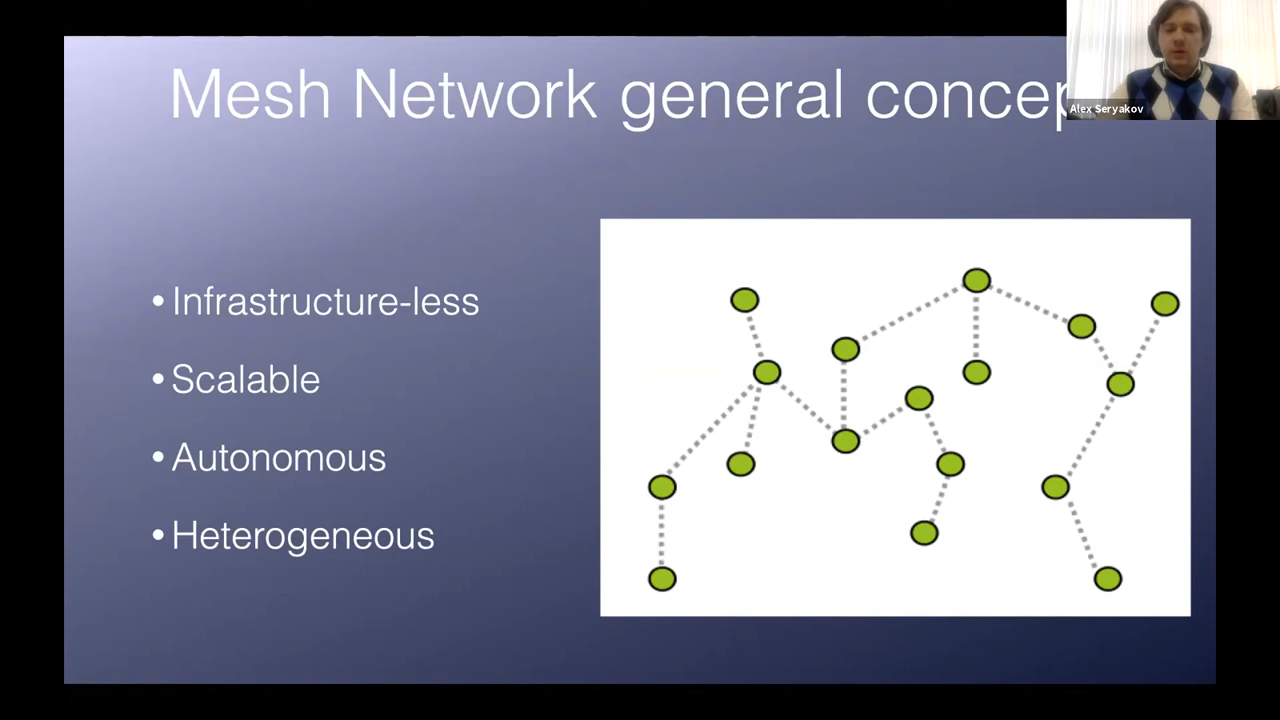 Mesh Network general concep
Alex Seryakov
• Infrastructure-less
• Scalable
• Autonomous
• Heterogeneous